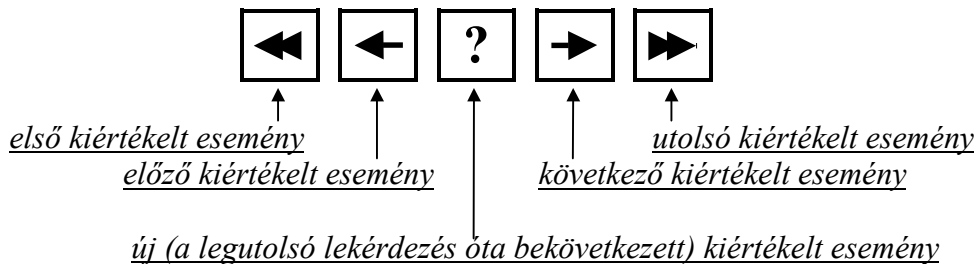 ?
első kiértékelt esemény
utolsó kiértékelt esemény
előző kiértékelt esemény
következő kiértékelt esemény
új (a legutolsó lekérdezés óta bekövetkezett) kiértékelt esemény